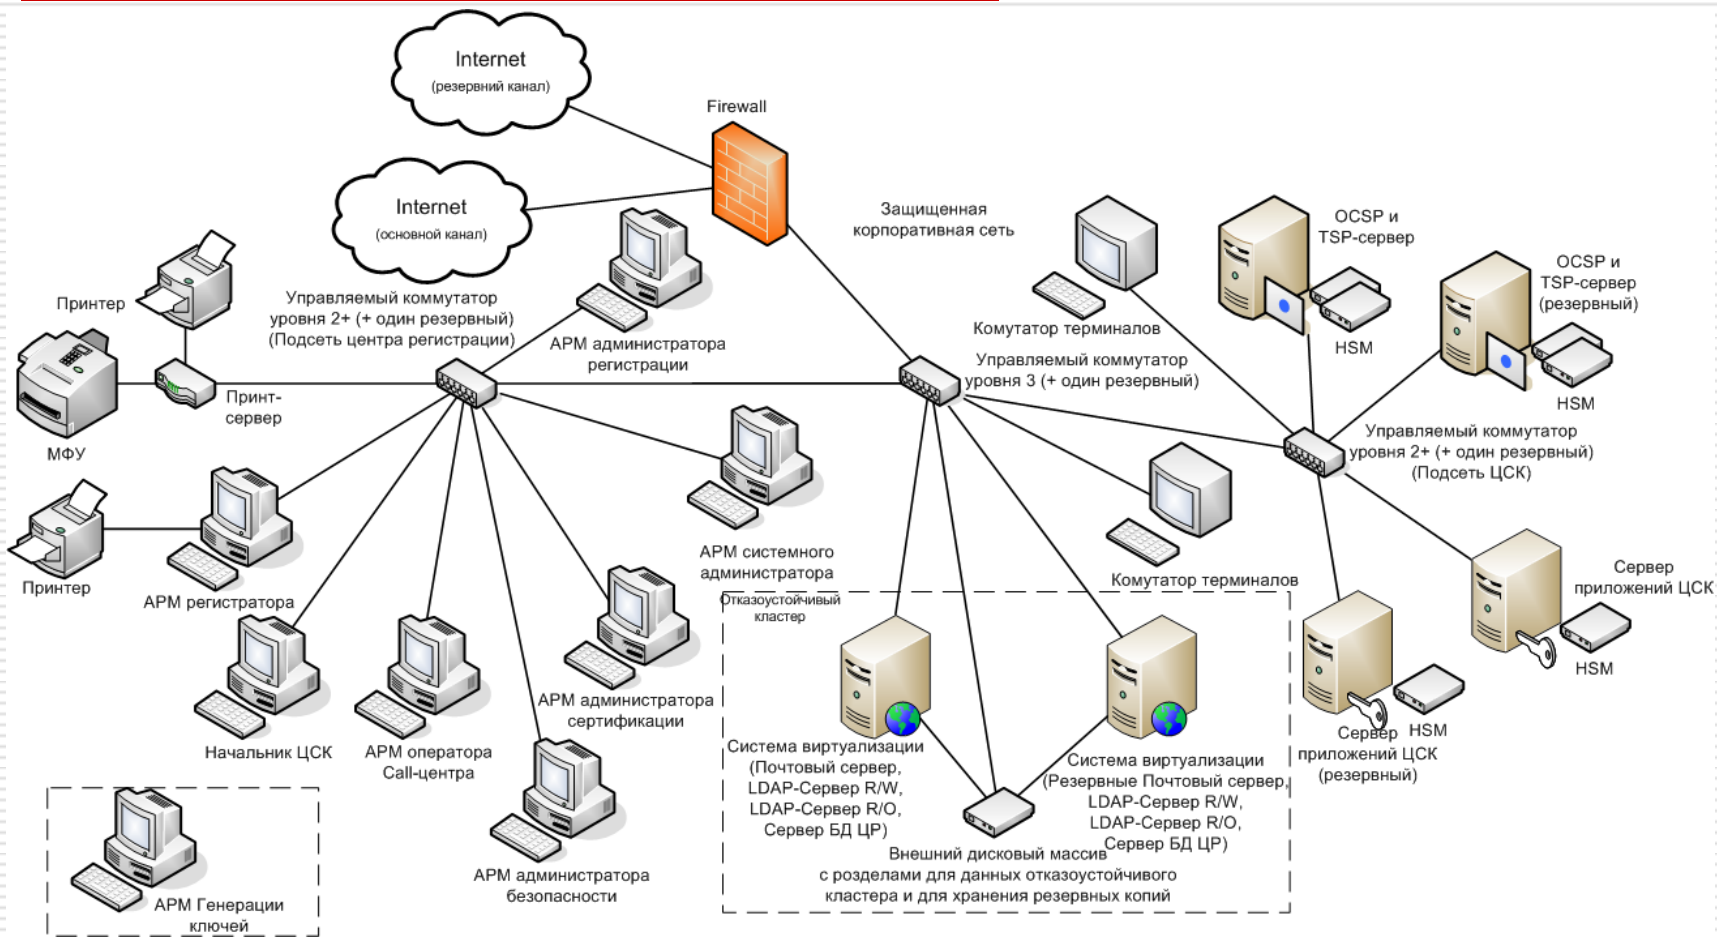 Internet
(резервний канал)
Firewall
Internet
(основной канал)
Защищенная
корпоративная сеть
OCSP и
TSP-сервер
HSM
OCSP и
TSP-сервер
(резервный)
HSM
Принтер
Управляемый коммутатор
уровня 2+ (+ один резервный)
(Подсеть центра регистрации)
АРМ администратора
регистрации
Комутатор терминалов
Управляемый коммутатор
уровня 3 (+ один резервный)
Принт-
сервер
МФУ
Управляемый коммутатор
уровня 2+ (+ один резервный)
(Подсеть ЦСК)
Принтер
АРМ регистратора
АРМ системного
администратора
Комутатор терминалов
Сервер
приложений ЦСК
HSM
Отказоустойчивый
кластер
Начальник ЦСК
АРМ оператора
Call-центра
АРМ администратора
сертификации
Система виртуализации
(Почтовый сервер,
LDAP-Сервер R/W,
LDAP-Сервер R/O,
Сервер БД ЦР)
Система виртуализации
(Резервные Почтовый сервер,
LDAP-Сервер R/W,
LDAP-Сервер R/O,
Сервер БД ЦР)
HSM
Сервер
приложений ЦСК
(резервный)
Внешний дисковый массив
с розделами для данных отказоустойчивого
кластера и для хранения резервных копий
АРМ администратора
безопасности
АРМ Генерации
ключей